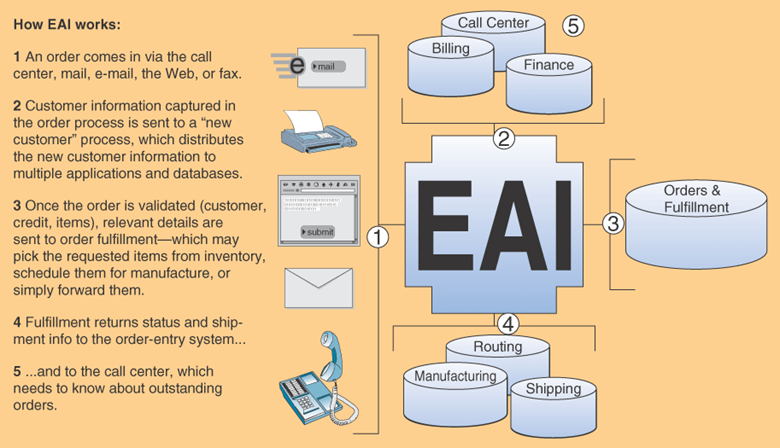 How EAI works:
1 An order comes in via the call
center, mail, e-mail, the Web, or fax.
2 Customer information captured in
the order process is sent to a “new
customer” process, which distributes
the new customer information to
multiple applications and databases.
3 Once the order is validated (customer,
credit, items), relevant details are
sent to order fulfillment—which may
pick the requested items from inventory,
schedule them for manufacture, or
simply forward them.
4 Fulfillment returns status and ship-
ment info to the order-entry system...
5 ...and to the call center, which
needs to know about outstanding
orders.
e
mail
submit
1
Call Center
5
Billing
Finance
2
EAI
3
Orders &
Fulfillment
4
Routing
Manufacturing
Shipping